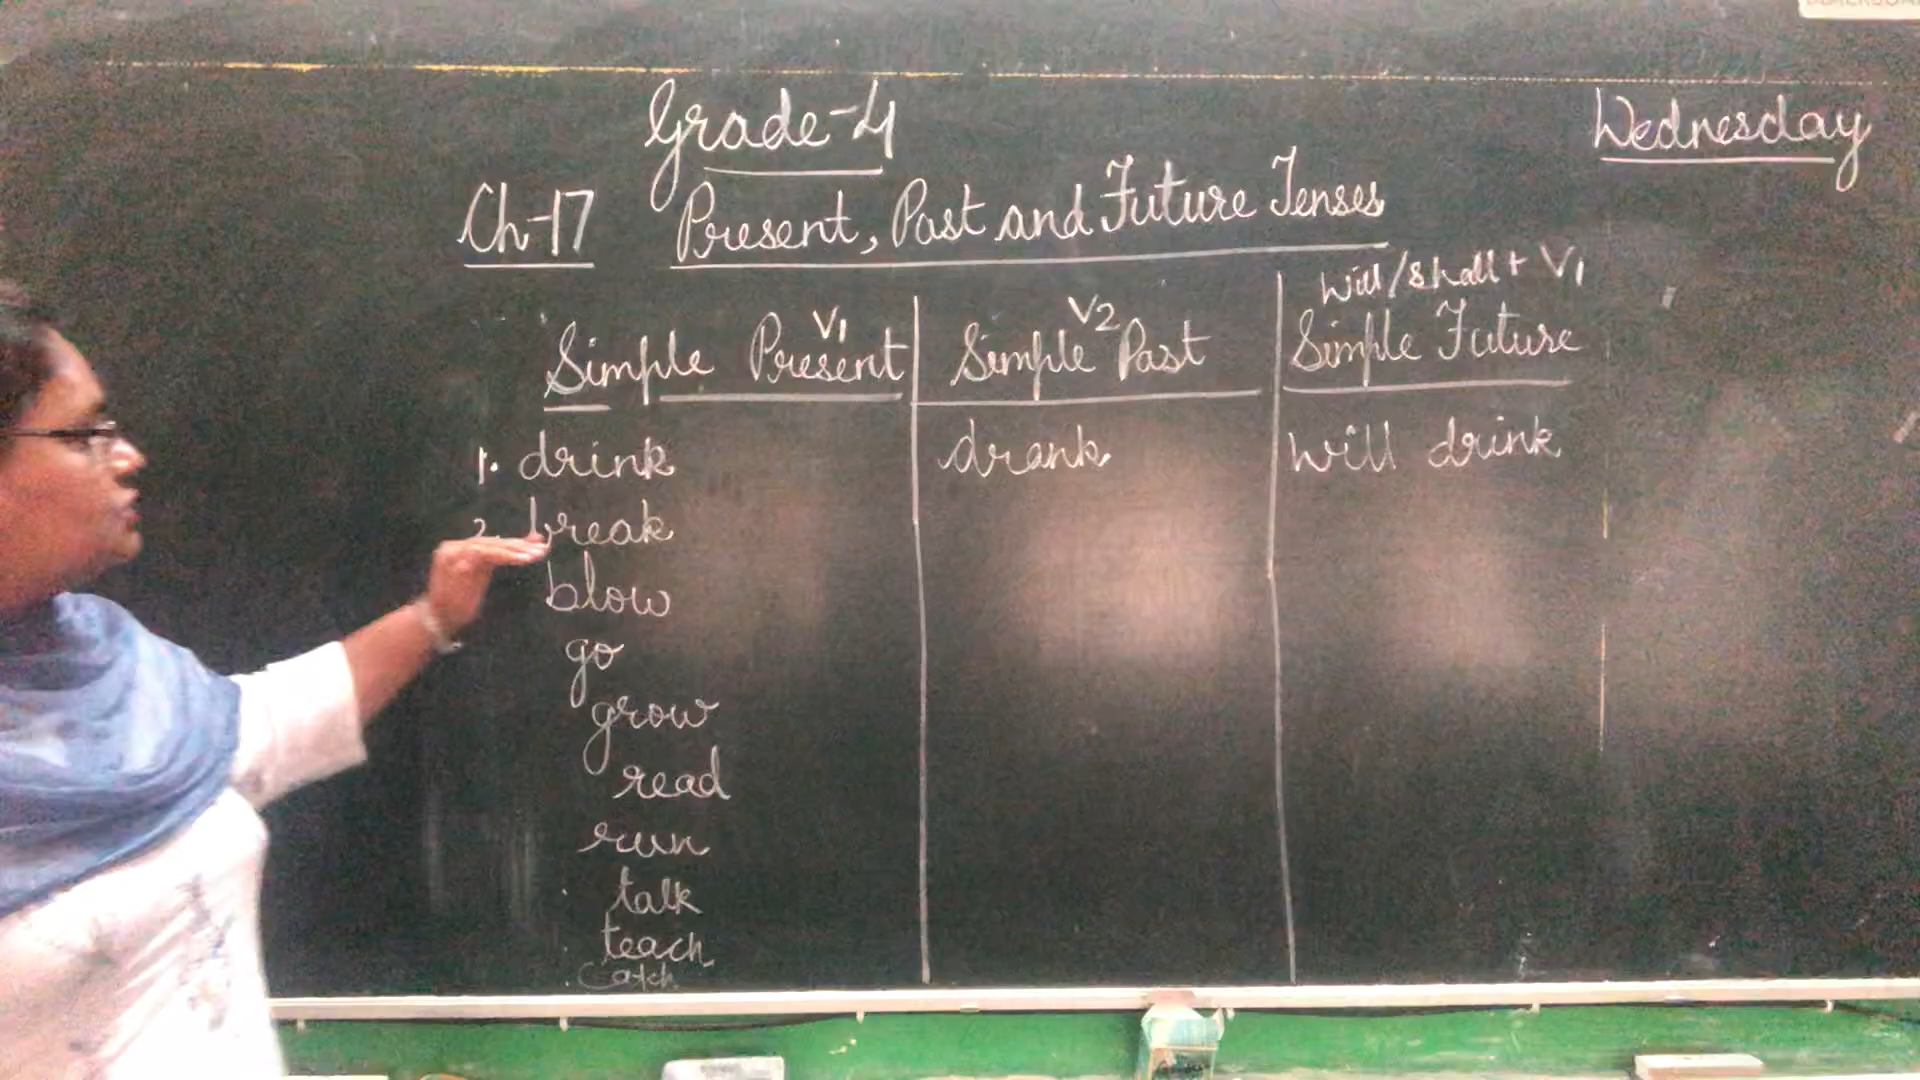 Grade-4
Wednesday
Ch-17 Present, Past and Future Tenses
Will/shall + V1
V1 V2
Simple Present Simple Past Simple Future
1. drink drank Will drink
2. break
blow
go
grow
read
run
talk
teach
Catch